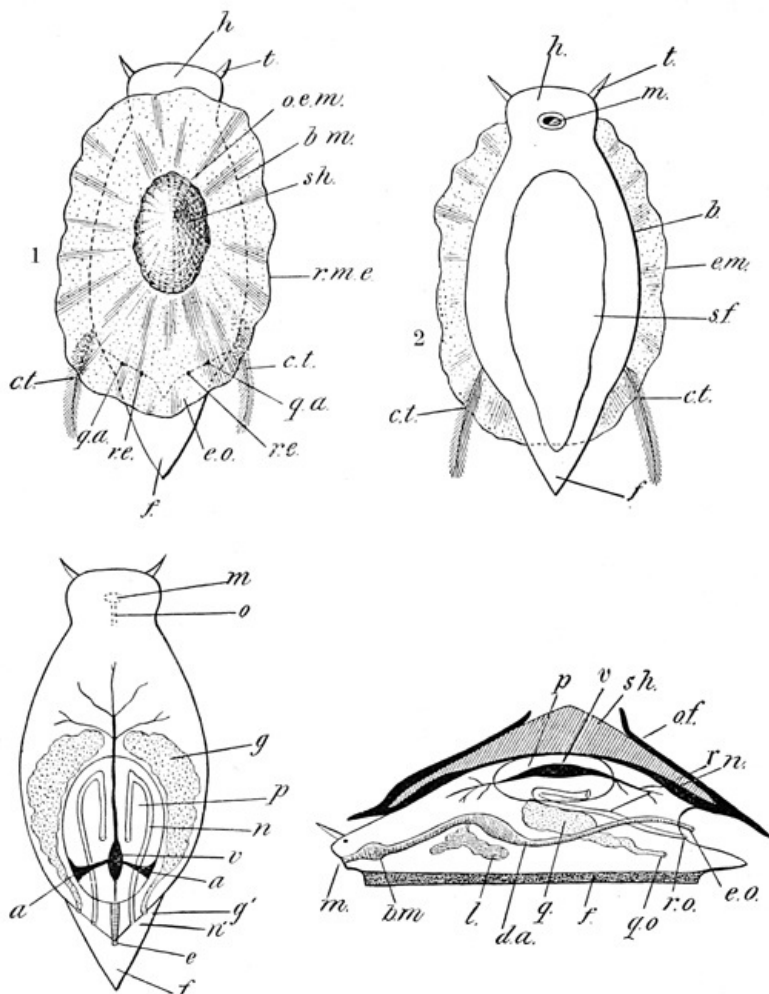 h
t.
o.e.m.
b m.
sh.
1
r.m.e.
c.t.
c.t.
g.a.
g.a.
r.e.
r.e.
e.o.
f.
h.
t.
m.
b.
e.m.
2
s.f
c.t.
c.t.
f
m
o
g
p
n
v
a
a
g'
n'
e
f
p
v
sh.
o.f.
r n.
m.
b.m
l.
d.a.
g.
f.
g.o
r.o.
e.o.